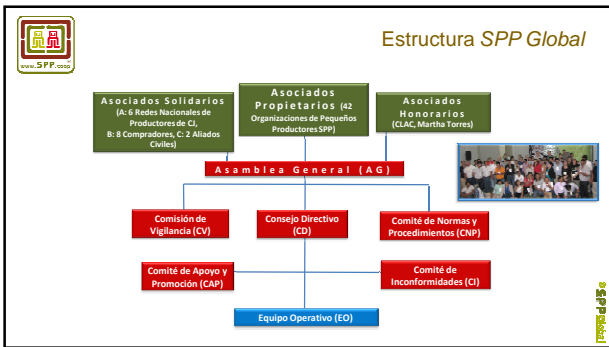 Estructura SPP Global
www.SPP.coop
Asociados Solidarios
(A: 6 Redes Nacionales de
Productores de CJ,
B: 8 Compradores, C: 2 Aliados
Civiles)
Asociados
Propietarios (42
Organizaciones de Pequeños
Productores SPP)
Asociados
Honorarios
(CLAC, Martha Torres)
Asamblea General (AG)
Comisión de
Vigilancia (CV)
Consejo Directivo
(CD)
Comité de Normas y
Procedimientos (CNP)
Comité de Apoyo y
Promoción (CAP)
Comité de
Inconformidades (CI)
Equipo Operativo (EO)
© SPPGlobal